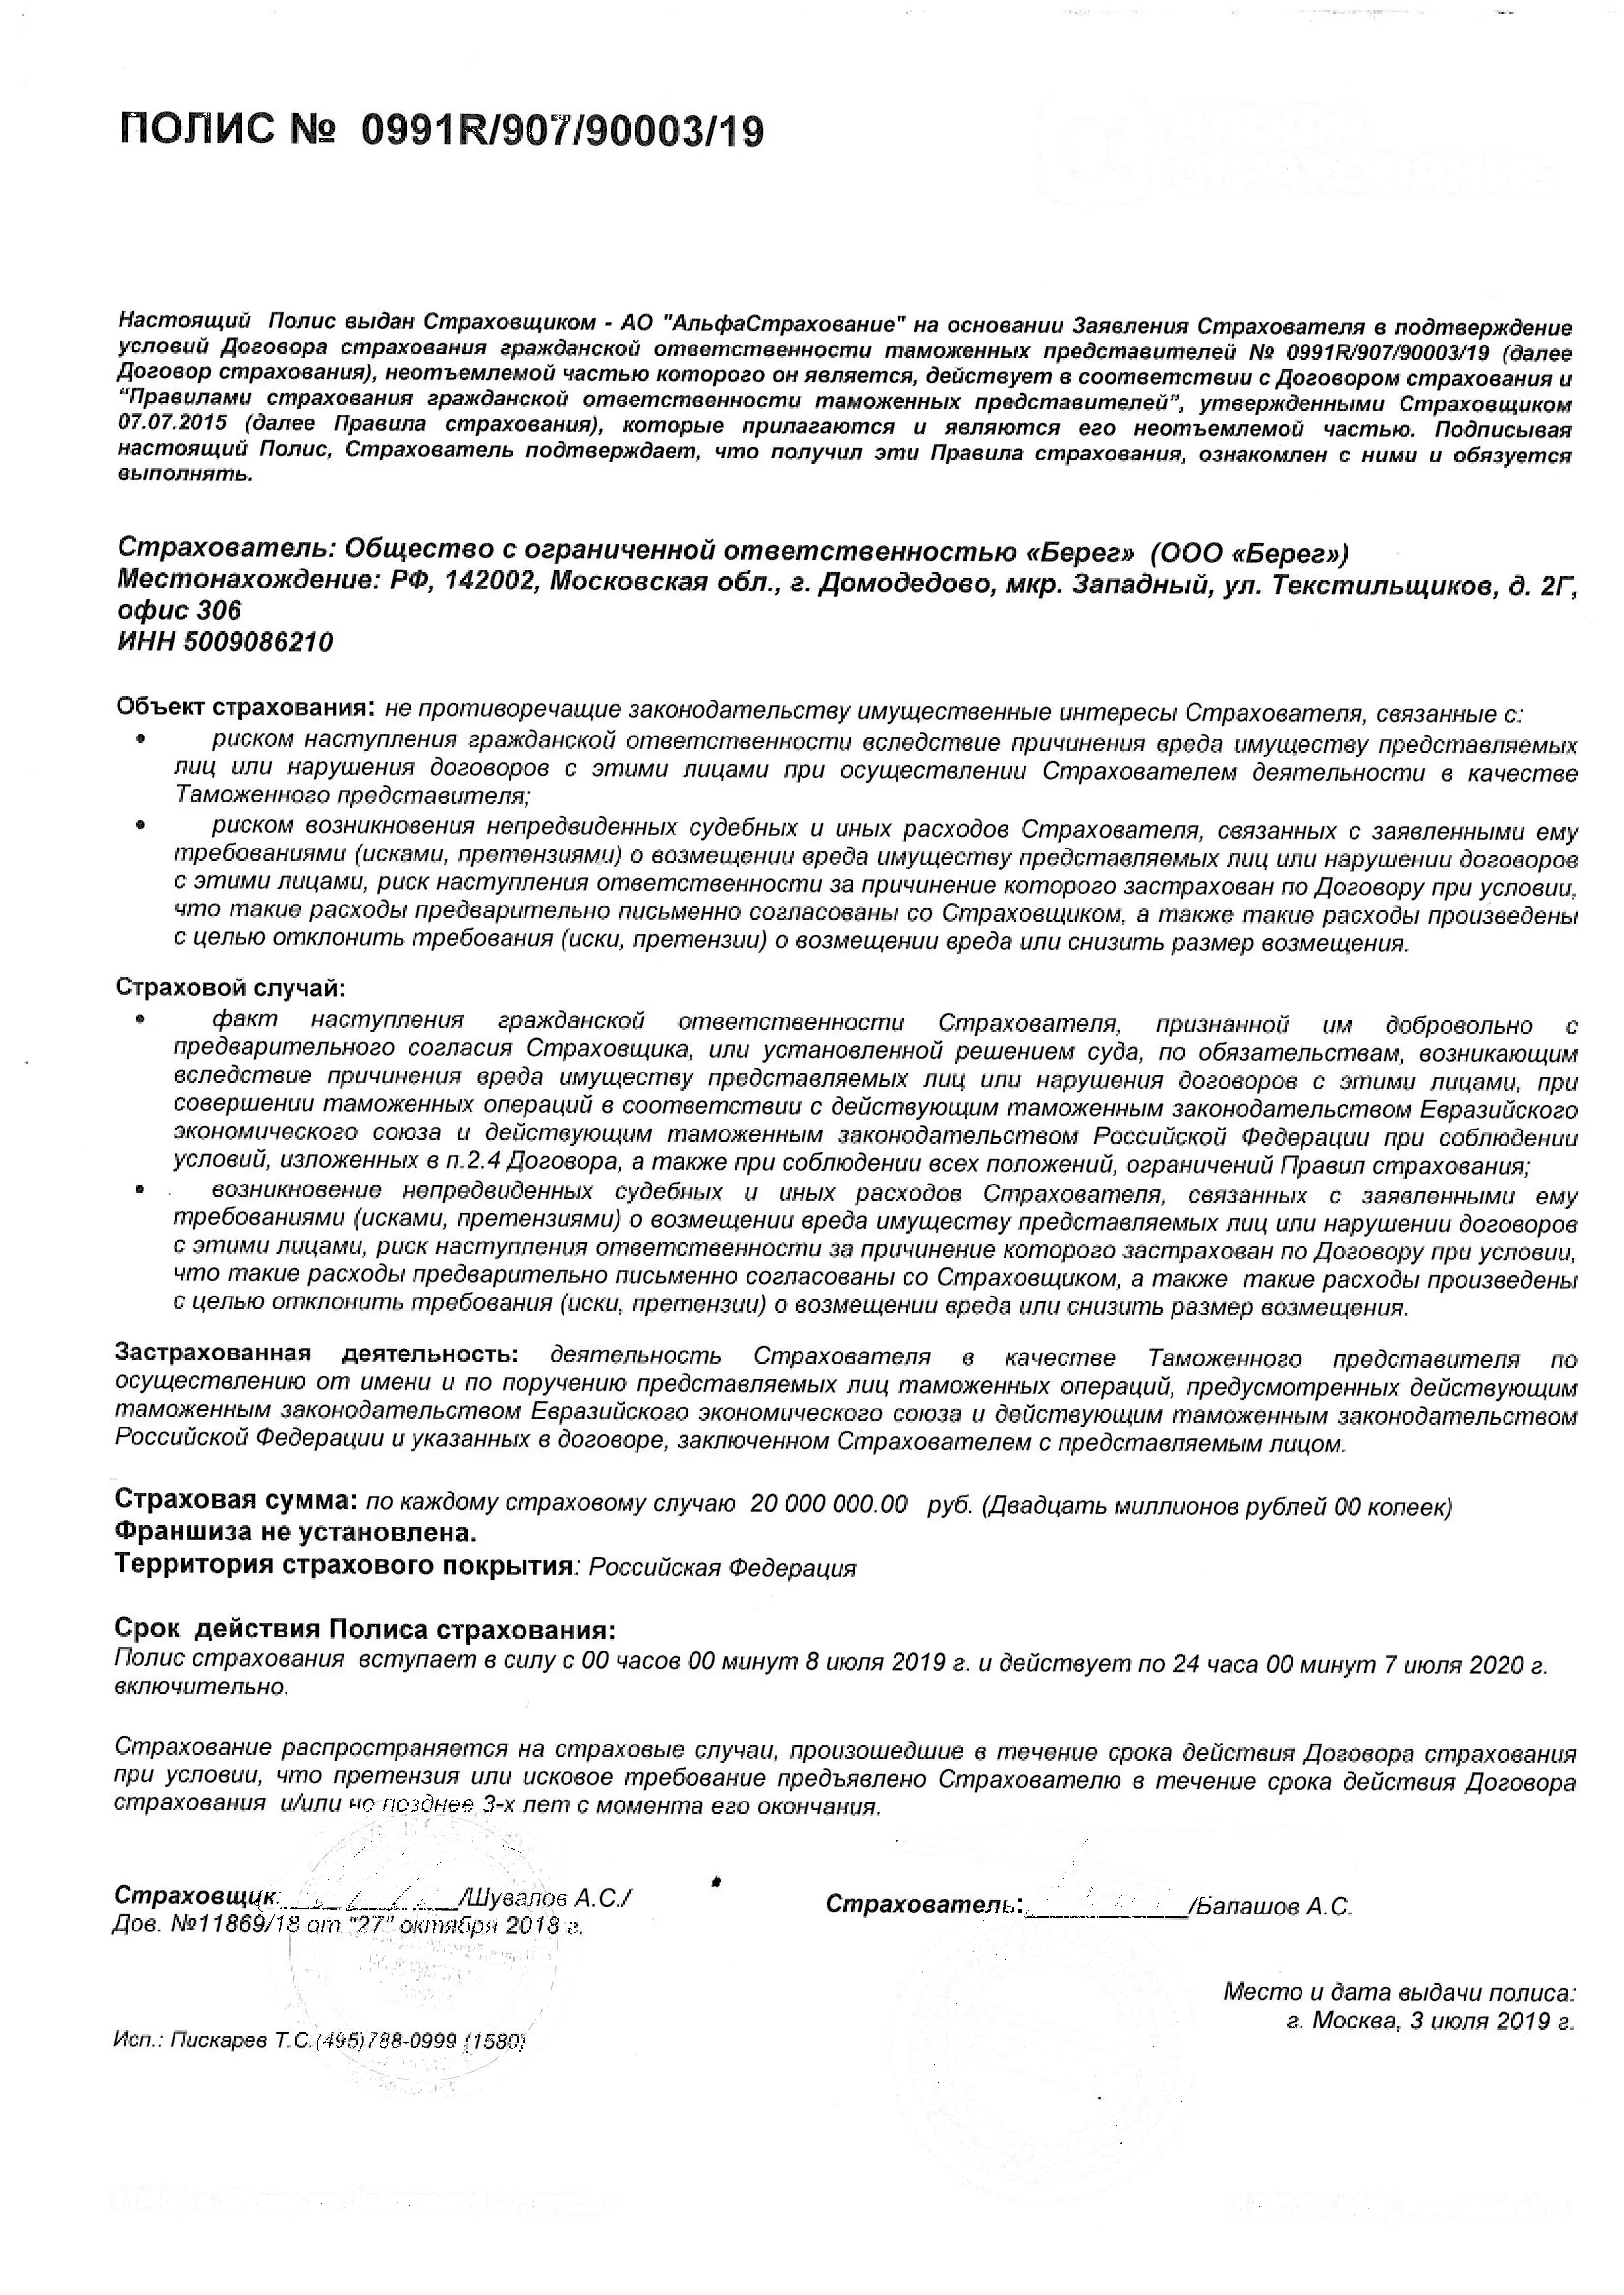 ПОЛИС № 0991R/907/90003/19
Настоящий Полис выдан Страховщиком - АО "АльфаСтрахование" на основании Заявления Страхователя в подтверждение
условий Договора страхования гражданской ответственности таможенных представителей № 0991R/907/90003/19 (далее
Договор страхования), неотъемлемой частью которого он является, действует в соответствии с Договором страхования и
“Правилами страхования гражданской ответственности таможенных представителей”, утвержденными Страховщиком
07.07.2015 (далее Правила страхования), которые прилагаются и являются его неотъемлемой частью. Подписывая
настоящий Полис, Страхователь подтверждает, что получил эти Правила страхования, ознакомлен с ними и обязуется
выполнять.
Страхователь: Общество с ограниченной ответственностью «Берег» (ООО «Берег»)
Местонахождение: РФ, 142002, Московская обл., г. Домодедово, мкр. Западный, ул. Текстильщиков, д. 2Г,
офис 306
ИНН 5009086210
Объект страхования: не противоречащие законодательству имущественные интересы Страхователя, связанные с:
• риском наступления гражданской ответственности вследствие причинения вреда имуществу представляемых
лиц или нарушения договоров с этими лицами при осуществлении Страхователем деятельности в качестве
Таможенного представителя;
• риском возникновения непредвиденных судебных и иных расходов Страхователя, связанных с заявленными ему
требованиями (исками, претензиями) о возмещении вреда имуществу представляемых лиц или нарушении договоров
с этими лицами, риск наступления ответственности за причинение которого застрахован по Договору при условии,
что такие расходы предварительно письменно согласованы со Страховщиком, а также такие расходы произведены
с целью отклонить требования (иски, претензии) о возмещении вреда или снизить размер возмещения.
Страховой случай:
• факт наступления гражданской ответственности Страхователя, признанной им добровольно с
предварительного согласия Страховщика, или установленной решением суда, по обязательствам, возникающим
вследствие причинения вреда имуществу представляемых лиц или нарушения договоров с этими лицами, при
совершении таможенных операций в соответствии с действующим таможенным законодательством Евразийского
экономического союза и действующим таможенным законодательством Российской Федерации при соблюдении
условий, изложенных в п.2.4 Договора, а также при соблюдении всех положений, ограничений Правил страхования;
• возникновение непредвиденных судебных и иных расходов Страхователя, связанных с заявленными ему
требованиями (исками, претензиями) о возмещении вреда имуществу представляемых лиц или нарушении договоров
с этими лицами, риск наступления ответственности за причинение которого застрахован по Договору при условии,
что такие расходы предварительно письменно согласованы со Страховщиком, а также такие расходы произведены
с целью отклонить требования (иски, претензии) о возмещении вреда или снизить размер возмещения.
Застрахованная деятельность: деятельность Страхователя в качестве Таможенного представителя по
осуществлению от имени и по поручению представляемых лиц таможенных операций, предусмотренных действующим
таможенным законодательством Евразийского экономического союза и действующим таможенным законодательством
Российской Федерации и указанных в договоре, заключенном Страхователем с представляемым лицом.
Страховая сумма: по каждому страховому случаю 20 000 000.00 руб. (Двадцать миллионов рублей 00 копеек)
Франшиза не установлена.
Территория страхового покрытия: Российская Федерация
Срок действия Полиса страхования:
Полис страхования вступает в силу с 00 часов 00 минут 8 июля 2019 г. и действует по 24 часа 00 минут 7 июля 2020 г.
включительно.
Страхование распространяется на страховые случаи, произошедшие в течение срока действия Договора страхования
при условии, что претензия или исковое требование предъявлено Страхователю в течение срока действия Договора
страхования и/или не позднее 3-х лет с момента его окончания.
Страховщик: /Шувалов А.С./
Дов. №11869/18 от "27" октября 2018 г.
Страхователь: /Балашов А.С.
Место и дата выдачи полиса:
г. Москва, 3 июля 2019 г.
Исп.: Пискарев Т.С.(495)788-0999 (1580)